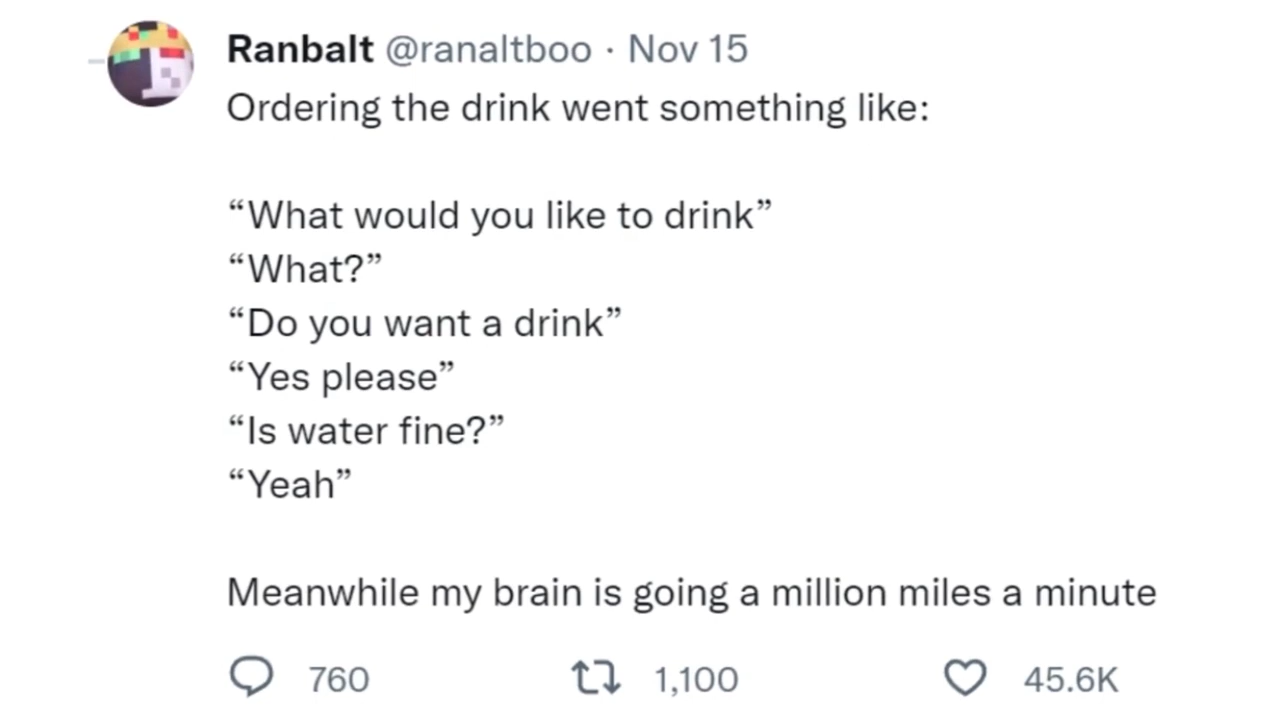 Ranbalt @ranaltboo · Nov 15
Ordering the drink went something like:
“What would you like to drink”
“What?”
“Do you want a drink”
“Yes please”
“Is water fine?”
“Yeah”
Meanwhile my brain is going a million miles a minute
760 1,100 45.6K